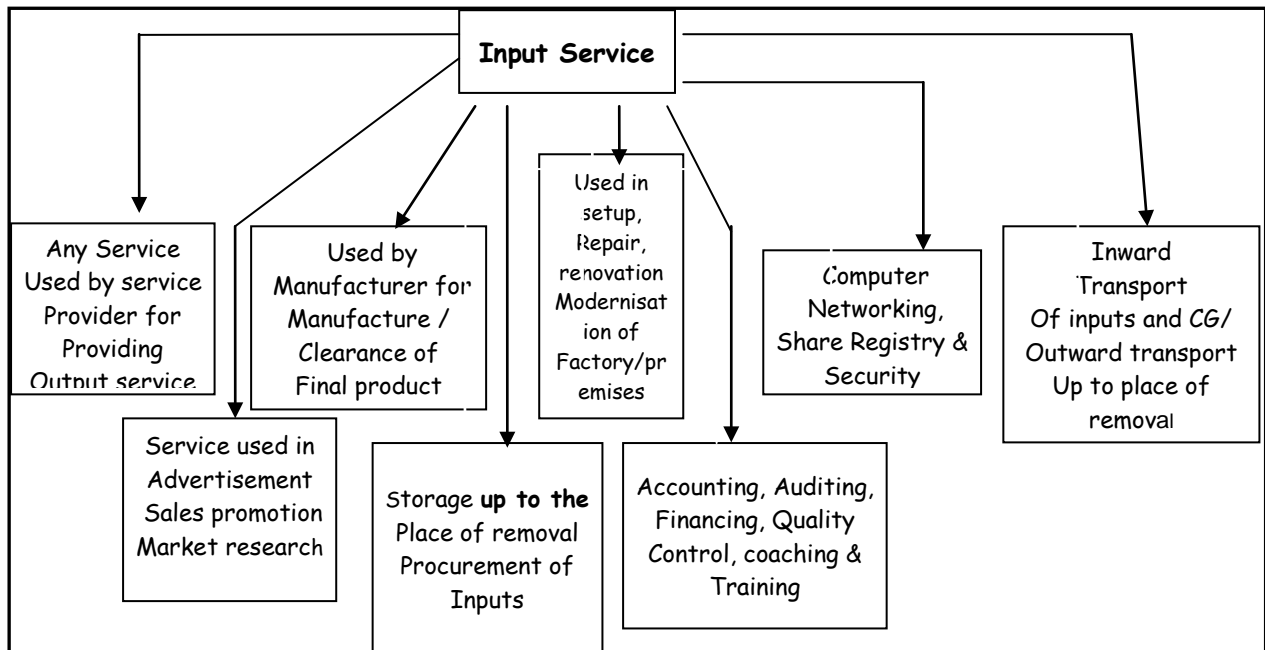 Input Service
Any Service
Used by service
Provider for
Providing
Output service
Service used in
Advertisement
Sales promotion
Market research
Used by
Manufacturer for
Manufacture /
Clearance of
Final product
Storage up to the
Place of removal
Procurement of
Inputs
Used in
setup,
Repair,
renovation
Modernisat
ion of
Factory/pr
emises
Accounting, Auditing,
Financing, Quality
Control, coaching &
Training
Computer
Networking,
Share Registry &
Security
Inward
Transport
Of inputs and CG/
Outward transport
Up to place of
removal